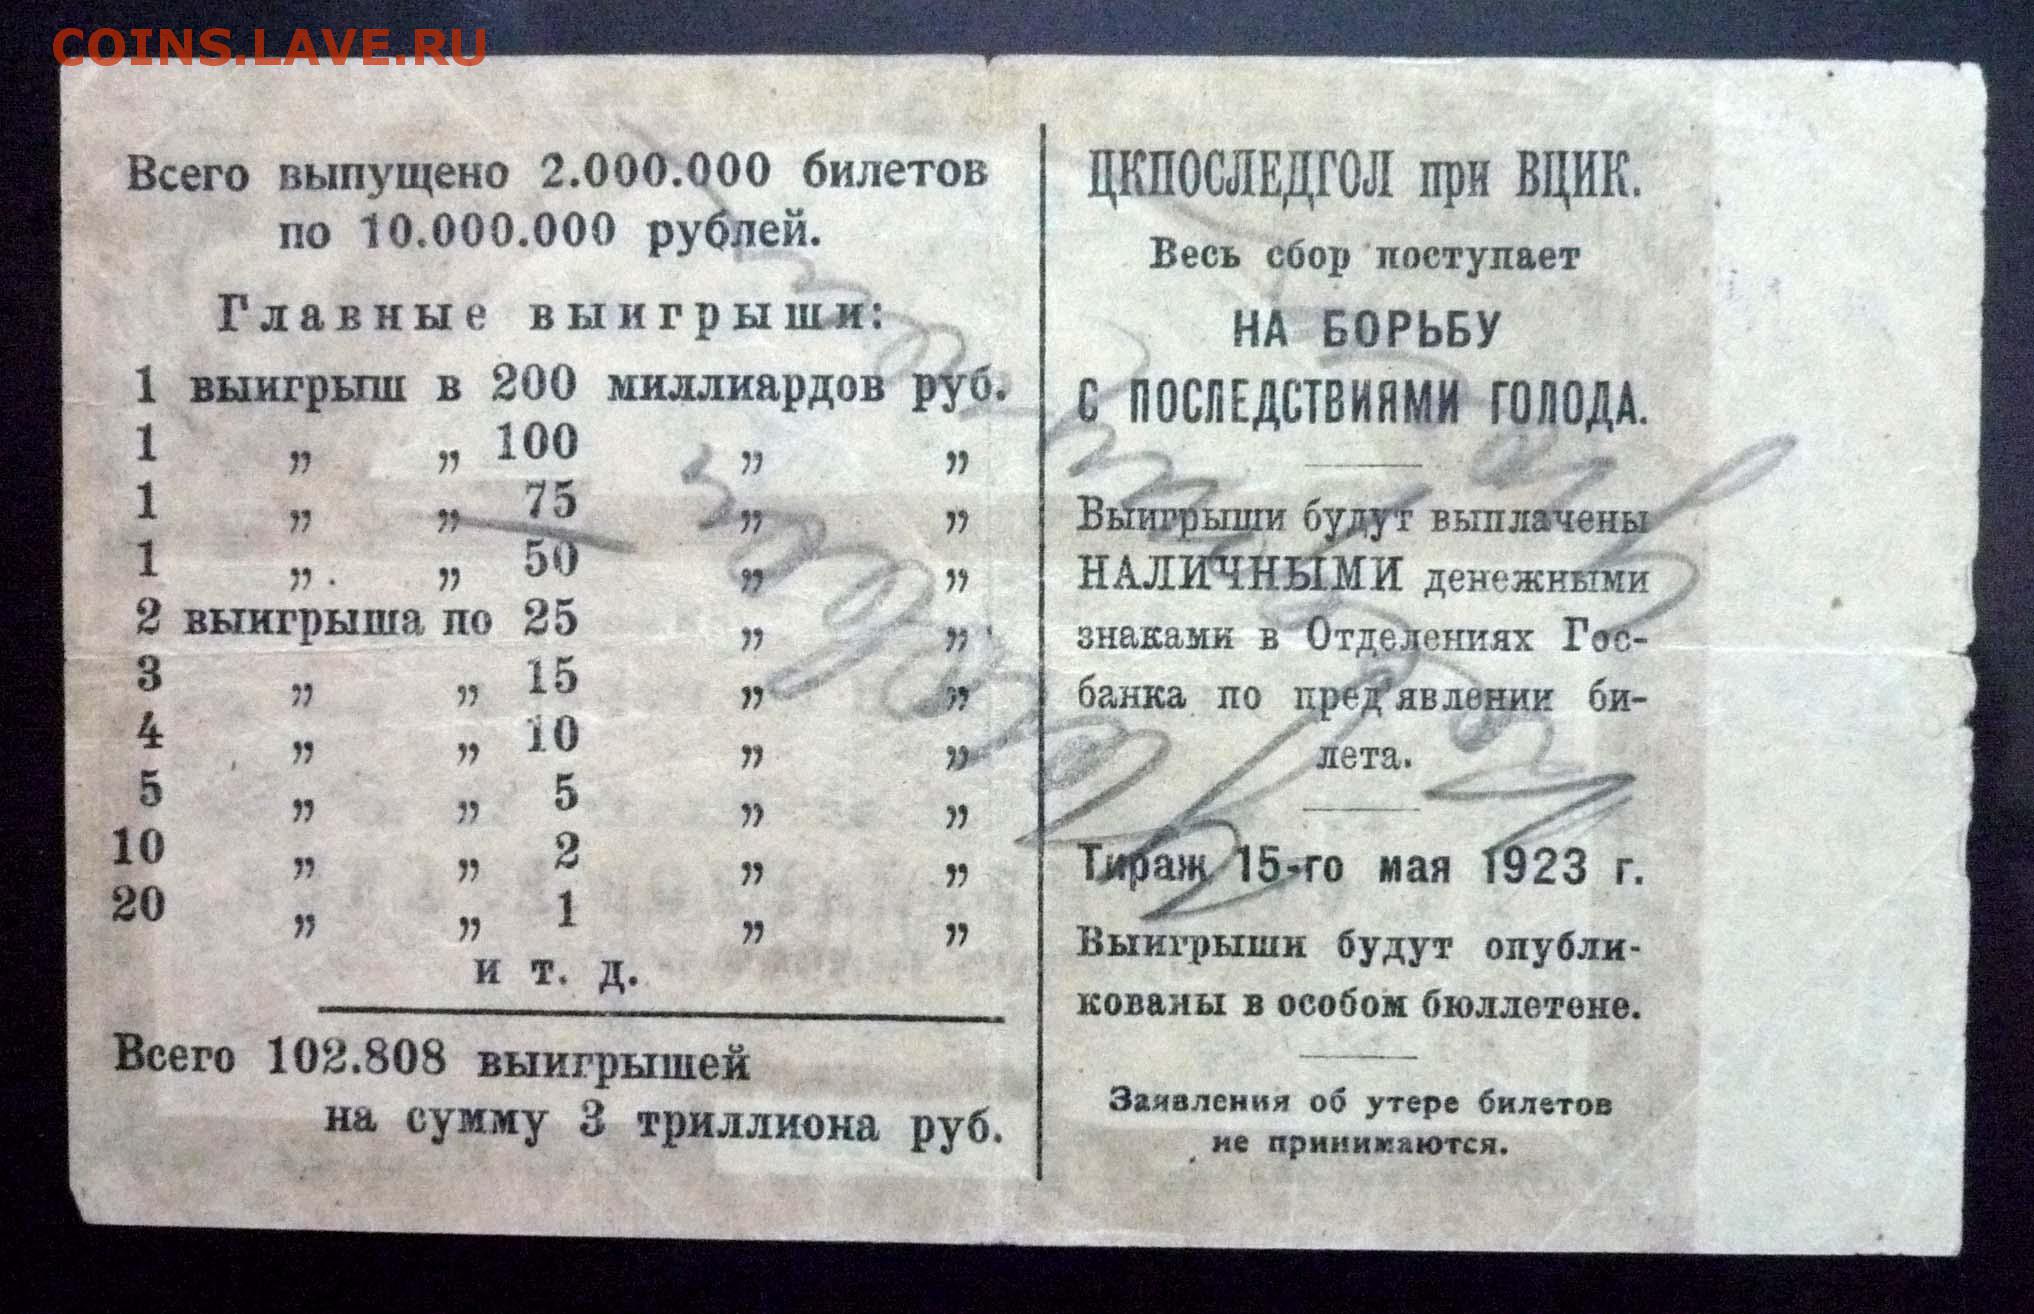 COINS.LAVE.RU
Всего выпущено 2.000.000 билетов
по 10.000.000 рублей.
Главные выигрыши:
1 выигрыш в 200 миллиардов руб.
1 „ „ 100 „ „
1 „ „ 75 „ „
1 „ „ 50 „ „
2 выигрыша по 25 „ „
3 „ „ 15 „ „
4 „ „ 10 „ „
5 „ „ 5 „ „
10 „ „ 2 „ „
20 „ „ 1 „ „
и т. д.
Всего 102.808 выигрышей
на сумму 3 триллиона руб.
ЦКПОСЛЕДГОЛ при ВЦИК.
Весь сбор поступает
НА БОРЬБУ
С ПОСЛЕДСТВИЯМИ ГОЛОДА.
Выигрыши будут выплачены
НАЛИЧНЫМИ денежными
знаками в Отделениях Гос-
банка по пред'явлении би-
лета.
Тираж 15-го мая 1923 г.
Выигрыши будут опубли-
кованы в особом бюллетене.
Заявления об утере билетов
не принимаются.